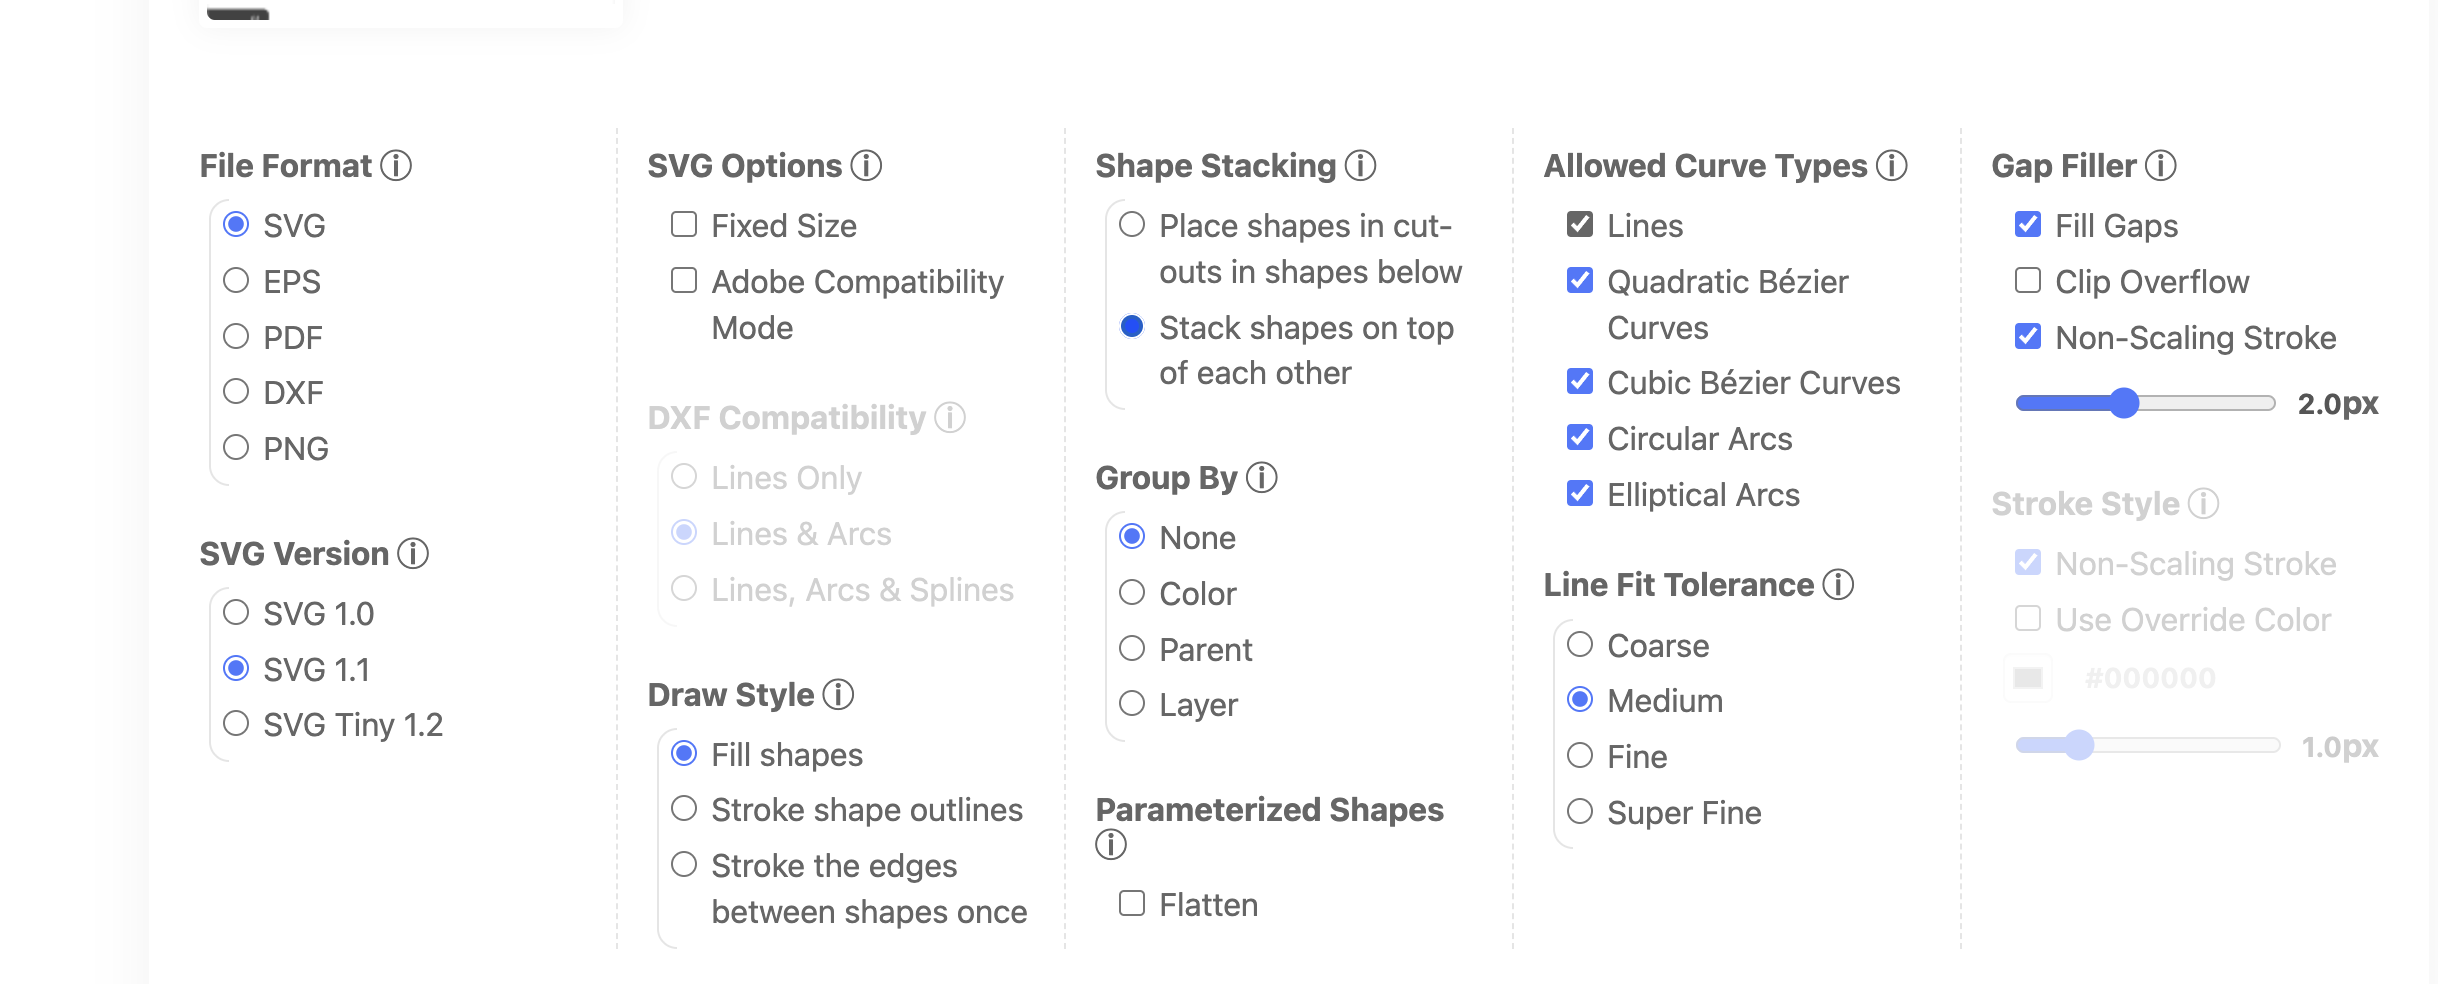 File Format
SVG
EPS
PDF
DXF
PNG
SVG Version
SVG 1.0
SVG 1.1
SVG Tiny 1.2
SVG Options
Fixed Size
Adobe Compatibility
Mode
DXF Compatibility
Lines Only
Lines & Arcs
Lines, Arcs & Splines
Draw Style
Fill shapes
Stroke shape outlines
Stroke the edges
between shapes once
Shape Stacking
Place shapes in cut-
outs in shapes below
Stack shapes on top
of each other
Group By
None
Color
Parent
Layer
Parameterized Shapes
Flatten
Allowed Curve Types
Lines
Quadratic Bézier
Curves
Cubic Bézier Curves
Circular Arcs
Elliptical Arcs
Line Fit Tolerance
Coarse
Medium
Fine
Super Fine
Gap Filler
Fill Gaps
Clip Overflow
Non-Scaling Stroke
2.0px
Stroke Style
Non-Scaling Stroke
Use Override Color
#000000
1.0px